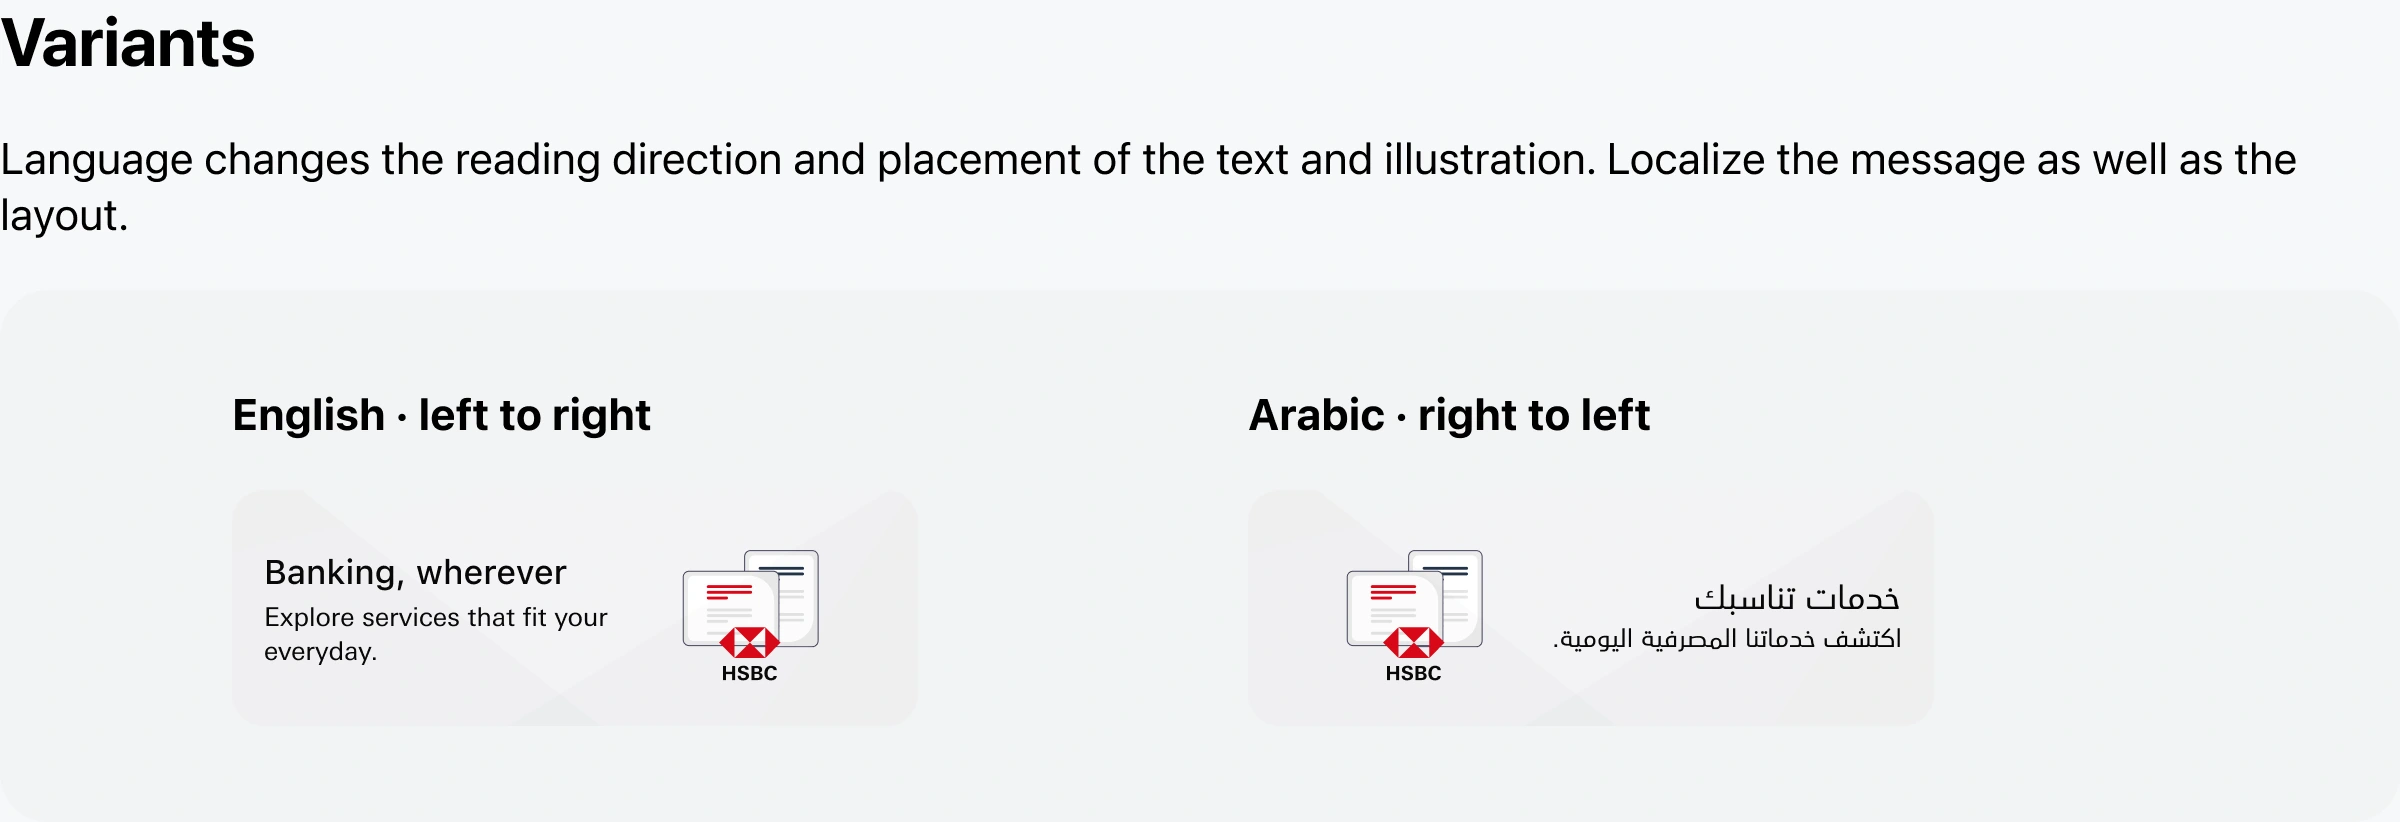 Variants
Language changes the reading direction and placement of the text and illustration. Localize the message as well as the
layout.
English · left to right
Banking, wherever
Explore services that fit your
everyday.
HSBC
Arabic · right to left
خدمات تناسبك
اكتشف خدماتنا المصرفية اليومية.
HSBC